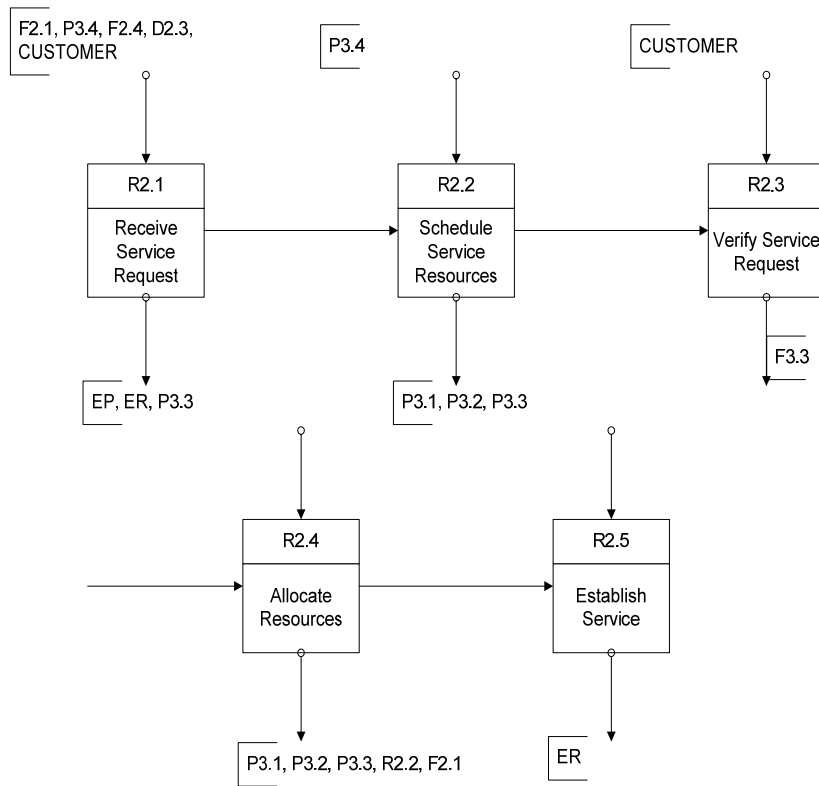 F2.1, P3.4, F2.4, D2.3,
CUSTOMER
P3.4
CUSTOMER
R2.1
R2.2
R2.3
Receive
Service
Request
Schedule
Service
Resources
Verify Service
Request
F3.3
EP, ER, P3.3
P3.1, P3.2, P3.3
R2.4
R2.5
Allocate
Resources
Establish
Service
P3.1, P3.2, P3.3, R2.2, F2.1
ER